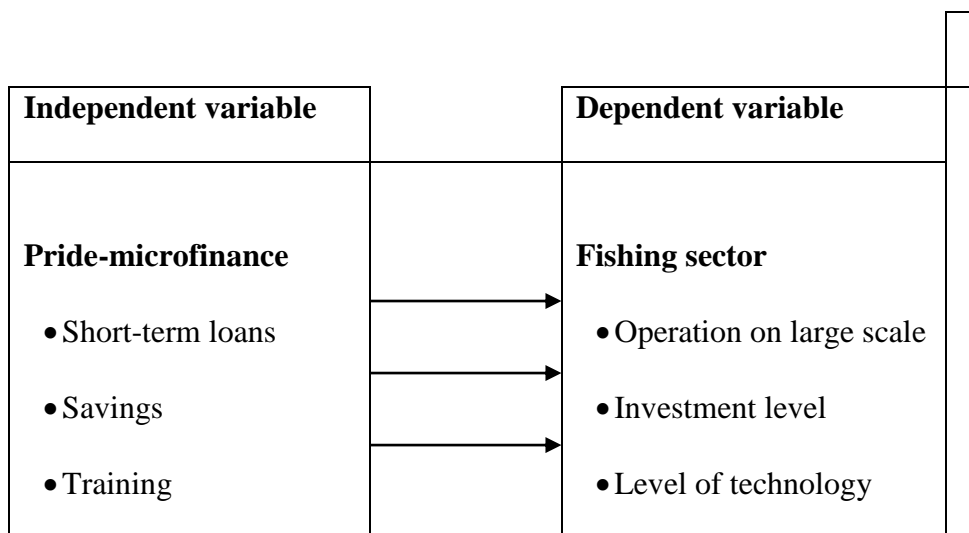 Independent variable
Dependent variable
Pride-microfinance
Fishing sector
•Short-term loans
•Operation on large scale
•Savings
•Investment level
•Training
•Level of technology